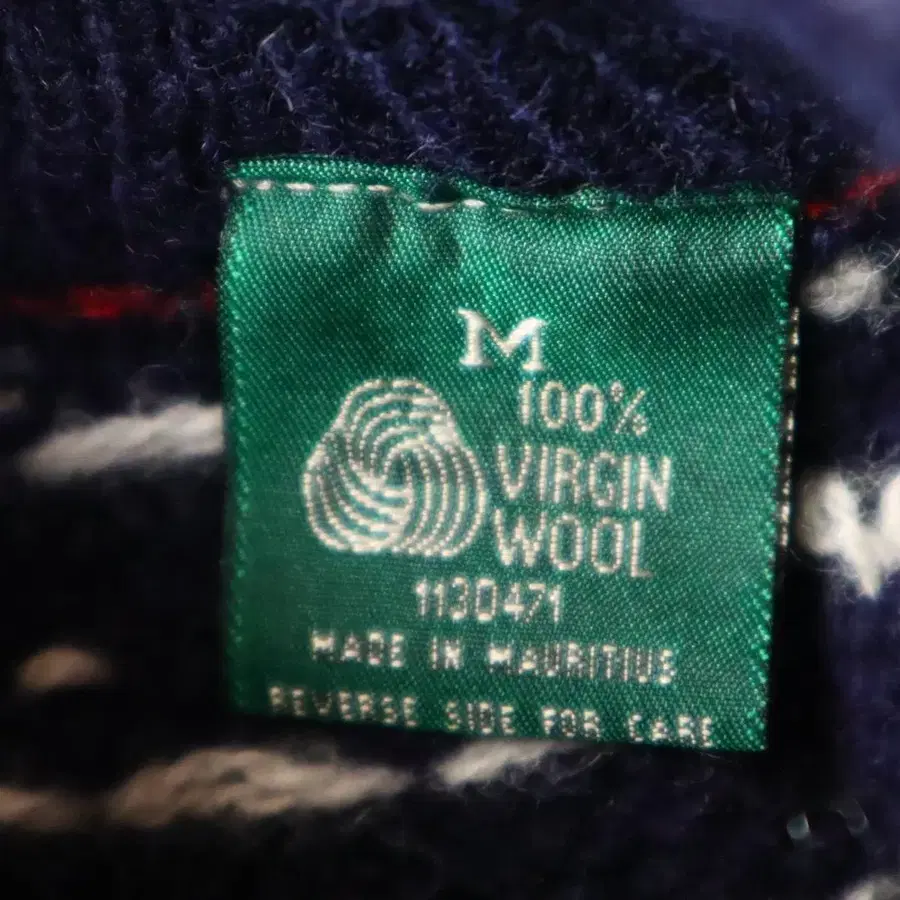 M
100%
VIRGIN
WOOL
1130471
MADE IN MAURITIUS
REVERSE SIDE FOR CARE